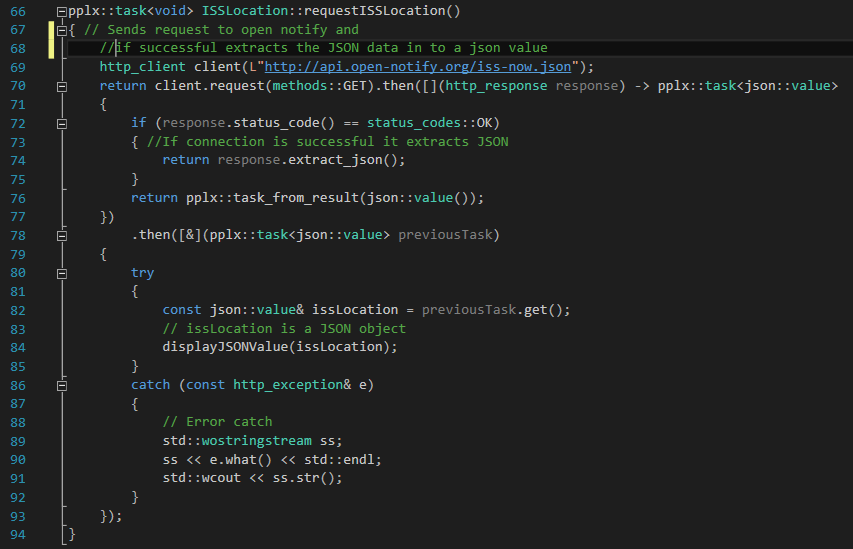 66 pplx::task<void> ISSLocation::requestISSLocation()
67 { // Sends request to open notify and
68 //if successful extracts the JSON data in to a json value
69 http_client client(L"http://api.open-notify.org/iss-now.json");
70 return client.request(methods::GET).then([](http_response response) -> pplx::task<json::value>
71 {
72 if (response.status_code() == status_codes::OK)
73 { //If connection is successful it extracts JSON
74 return response.extract_json();
75 }
76 return pplx::task_from_result(json::value());
77 })
78 .then([&](pplx::task<json::value> previousTask)
79 {
80 try
81 {
82 const json::value& issLocation = previousTask.get();
83 // issLocation is a JSON object
84 displayJSONValue(issLocation);
85 }
86 catch (const http_exception& e)
87 {
88 // Error catch
89 std::wostringstream ss;
90 ss << e.what() << std::endl;
91 std::wcout << ss.str();
92 }
93 });
94 }